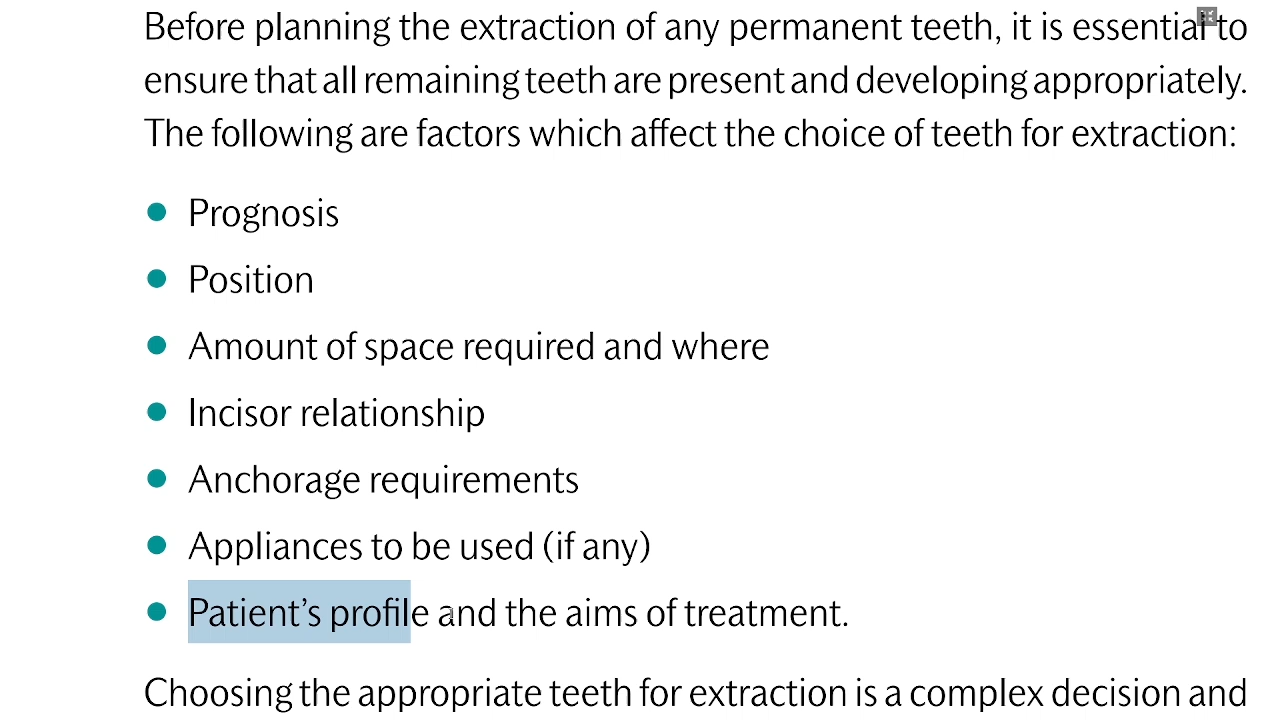 Before planning the extraction of any permanent teeth, it is essential to
ensure that all remaining teeth are present and developing appropriately.
The following are factors which affect the choice of teeth for extraction:
● Prognosis
● Position
● Amount of space required and where
● Incisor relationship
● Anchorage requirements
● Appliances to be used (if any)
● Patient’s profile and the aims of treatment.
Choosing the appropriate teeth for extraction is a complex decision and